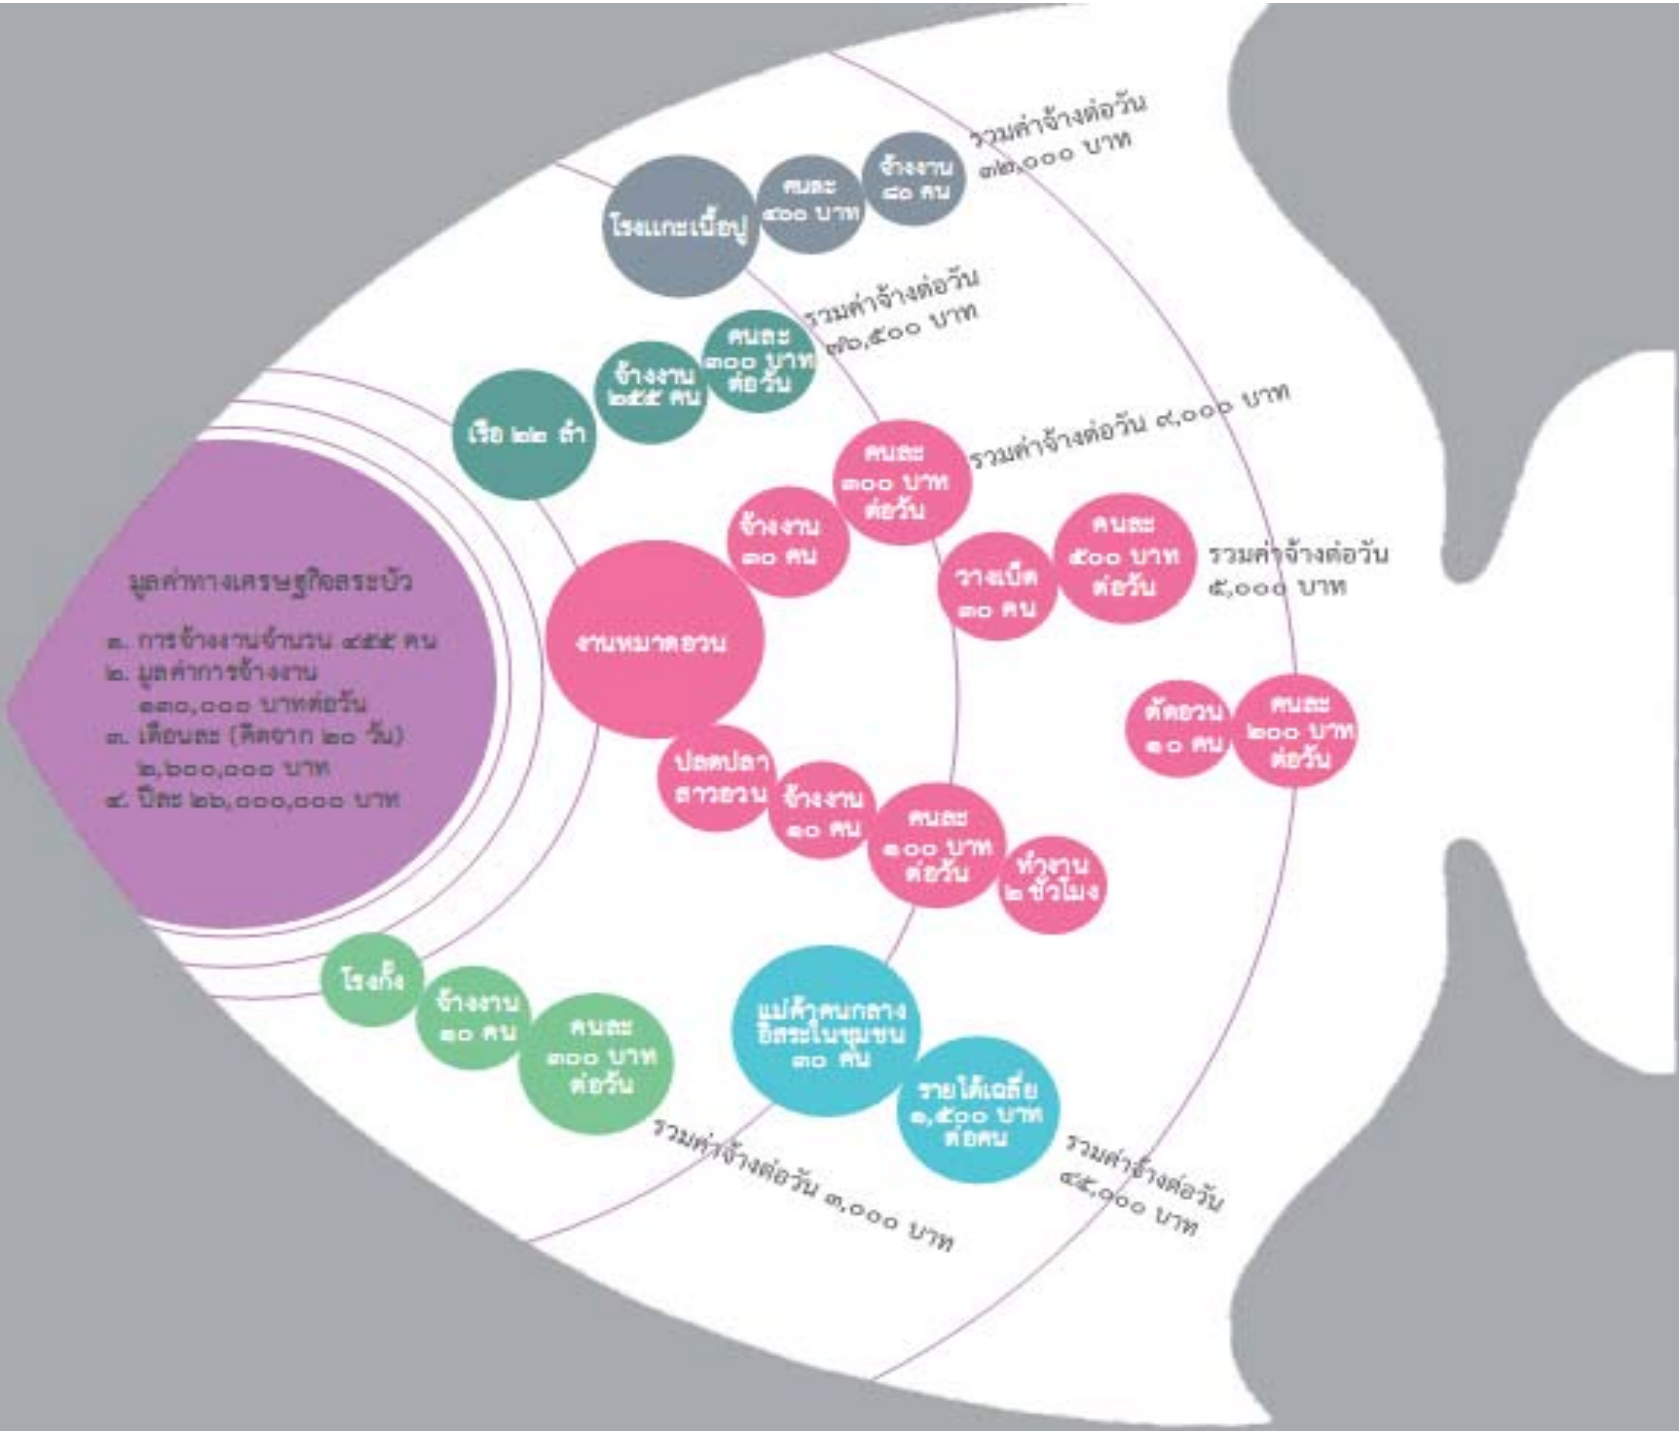 มูลค่าทางเศรษฐกิจสระบัว
๑. การจ้างงานจำนวน ๔๕๕ คน
๒. มูลค่าการจ้างงาน
๑๓๐,๐๐๐ บาทต่อวัน
๓. เดือนละ (คิดจาก ๒๐ วัน)
๒,๖๐๐,๐๐๐ บาท
๔. ปีละ ๒๖,๐๐๐,๐๐๐ บาท
โรงแกะเนื้อปู
คนละ
๔๐๐ บาท
จ้างงาน
๘๐ คน
รวมค่าจ้างต่อวัน
๓๒,๐๐๐ บาท
เรือ ๒๒ ลำ
จ้างงาน
๒๕๕ คน
คนละ
๓๐๐ บาท
ต่อวัน
รวมค่าจ้างต่อวัน
๗๖,๕๐๐ บาท
งานหมาดอวน
จ้างงาน
๓๐ คน
คนละ
๓๐๐ บาท
ต่อวัน
รวมค่าจ้างต่อวัน ๙,๐๐๐ บาท
วางเบ็ด
๓๐ คน
คนละ
๕๐๐ บาท
ต่อวัน
รวมค่าจ้างต่อวัน
๕,๐๐๐ บาท
ตัดอวน
๑๐ คน
คนละ
๒๐๐ บาท
ต่อวัน
ปลดปลา
สาวอวน
จ้างงาน
๑๐ คน
คนละ
๑๐๐ บาท
ต่อวัน
ทำงาน
๒ ชั่วโมง
โรงกั้ง
จ้างงาน
๑๐ คน
คนละ
๓๐๐ บาท
ต่อวัน
รวมค่าจ้างต่อวัน ๓,๐๐๐ บาท
แม่ค้าคนกลาง
อิสระในชุมชน
๓๐ คน
รายได้เฉลี่ย
๑,๕๐๐ บาท
ต่อคน
รวมค่าจ้างต่อวัน
๔๕,๐๐๐ บาท